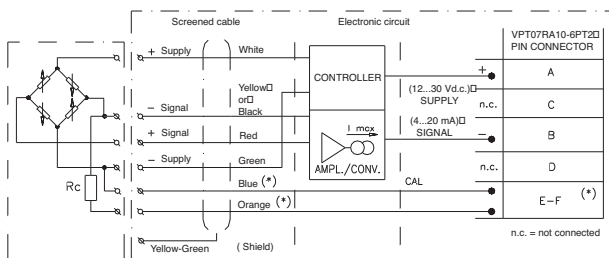 Screened cable
Electronic circuit
VPT07RA10-6PT2□
PIN CONNECTOR
+ Supply
White
CONTROLLER
+
A
Yellow□
or□
Black
(12...30 Vd.c.)□
SUPPLY
n.c.
C
− Signal
+ Signal
Red
I max
(4...20 mA)□
SIGNAL
−
B
− Supply
Green
AMPL./CONV.
n.c.
D
Rc
Blue (*)
CAL
E-F
(*)
Orange (*)
Yellow-Green
( Shield)
n.c. = not connected